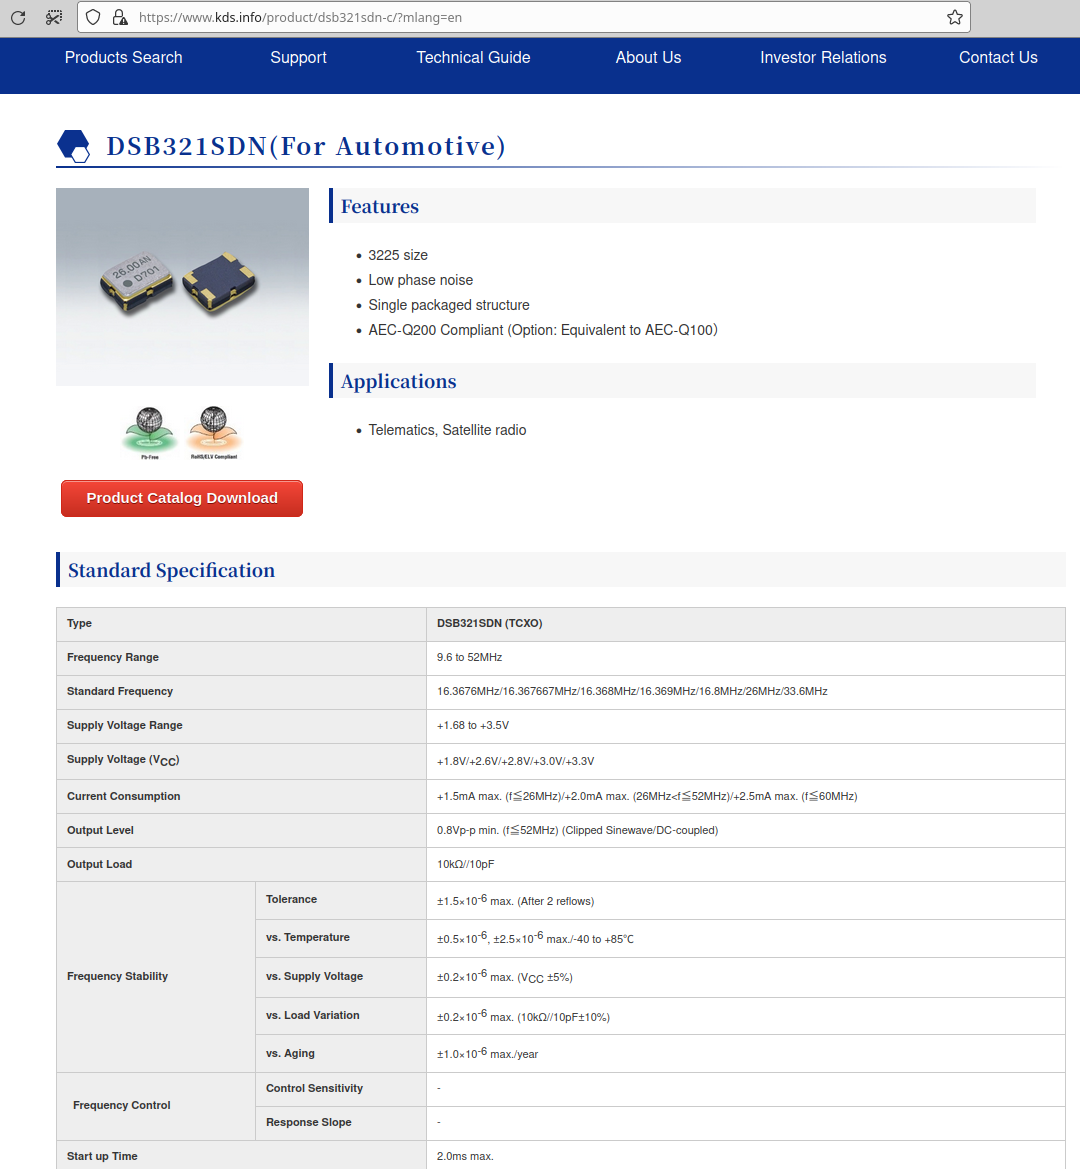 https://www.kds.info/product/dsb321sdn-c/?mlang=en
Products Search Support Technical Guide About Us Investor Relations Contact Us
DSB321SDN(For Automotive)
26.00AN
D701
Pb-Free
RoHS/ELV Compliant
Product Catalog Download
Features
• 3225 size
• Low phase noise
• Single packaged structure
• AEC-Q200 Compliant (Option: Equivalent to AEC-Q100)
Applications
• Telematics, Satellite radio
Standard Specification
Type DSB321SDN (TCXO)
Frequency Range 9.6 to 52MHz
Standard Frequency 16.3676MHz/16.367667MHz/16.368MHz/16.369MHz/16.8MHz/26MHz/33.6MHz
Supply Voltage Range +1.68 to +3.5V
Supply Voltage (VCC) +1.8V/+2.6V/+2.8V/+3.0V/+3.3V
Current Consumption +1.5mA max. (f≦26MHz)/+2.0mA max. (26MHz<f≦52MHz)/+2.5mA max. (f≦60MHz)
Output Level 0.8Vp-p min. (f≦52MHz) (Clipped Sinewave/DC-coupled)
Output Load 10kΩ//10pF
Frequency Stability
Tolerance ±1.5×10-6 max. (After 2 reflows)
vs. Temperature ±0.5×10-6, ±2.5×10-6 max./-40 to +85℃
vs. Supply Voltage ±0.2×10-6 max. (VCC ±5%)
vs. Load Variation ±0.2×10-6 max. (10kΩ//10pF±10%)
vs. Aging ±1.0×10-6 max./year
Frequency Control
Control Sensitivity -
Response Slope -
Start up Time 2.0ms max.